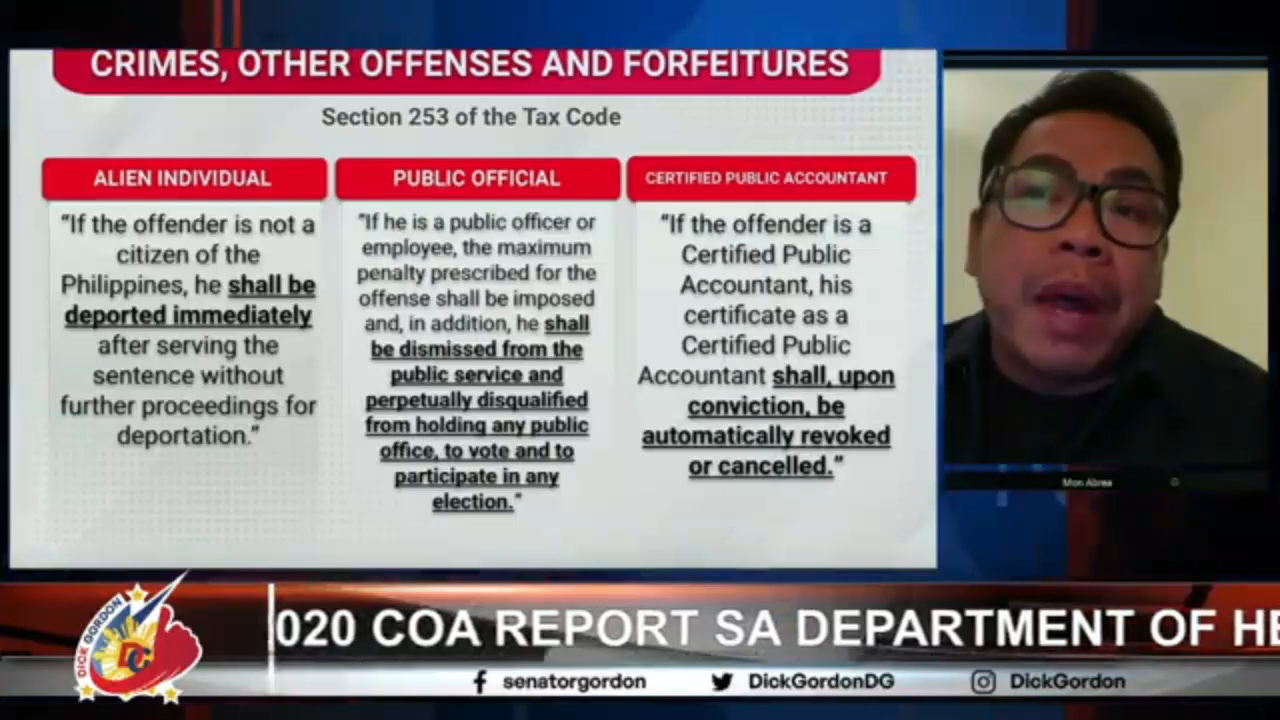 CRIMES, OTHER OFFENSES AND FORFEITURES
Section 253 of the Tax Code
ALIEN INDIVIDUAL
“If the offender is not a
citizen of the
Philippines, he shall be
deported immediately
after serving the
sentence without
further proceedings for
deportation.”
PUBLIC OFFICIAL
“If he is a public officer or
employee, the maximum
penalty prescribed for the
offense shall be imposed
and, in addition, he shall
be dismissed from the
public service and
perpetually disqualified
from holding any public
office, to vote and to
participate in any
election.”
CERTIFIED PUBLIC ACCOUNTANT
“If the offender is a
Certified Public
Accountant, his
certificate as a
Certified Public
Accountant shall, upon
conviction, be
automatically revoked
or cancelled.”
Mon Abrea
DICK GORDON
DG
020 COA REPORT SA DEPARTMENT OF HE
senatorgordon
DickGordonDG
DickGordon